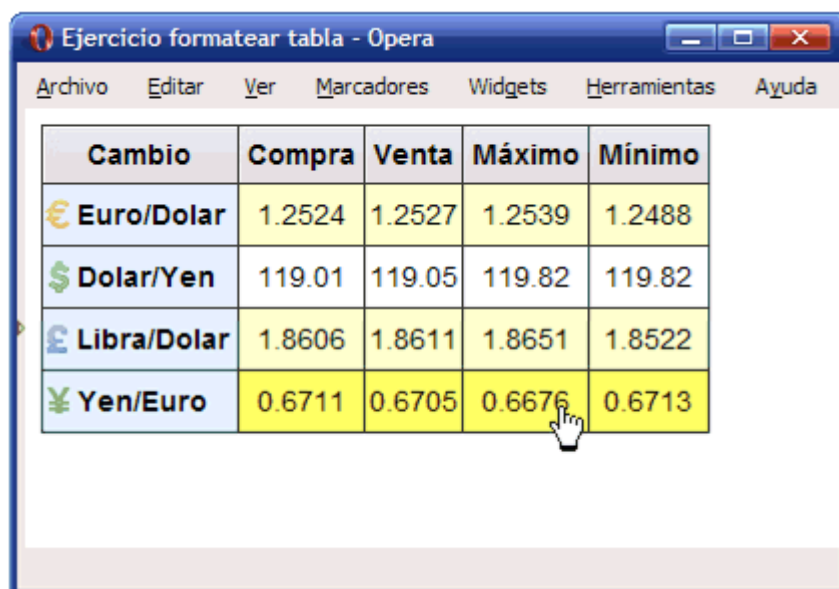 Ejercicio formatear tabla - Opera
Archivo Editar Ver Marcadores Widgets Herramientas Ayuda
Cambio Compra Venta Máximo Mínimo
€ Euro/Dolar 1.2524 1.2527 1.2539 1.2488
$ Dolar/Yen 119.01 119.05 119.82 119.82
£ Libra/Dolar 1.8606 1.8611 1.8651 1.8522
¥ Yen/Euro 0.6711 0.6705 0.6676 0.6713